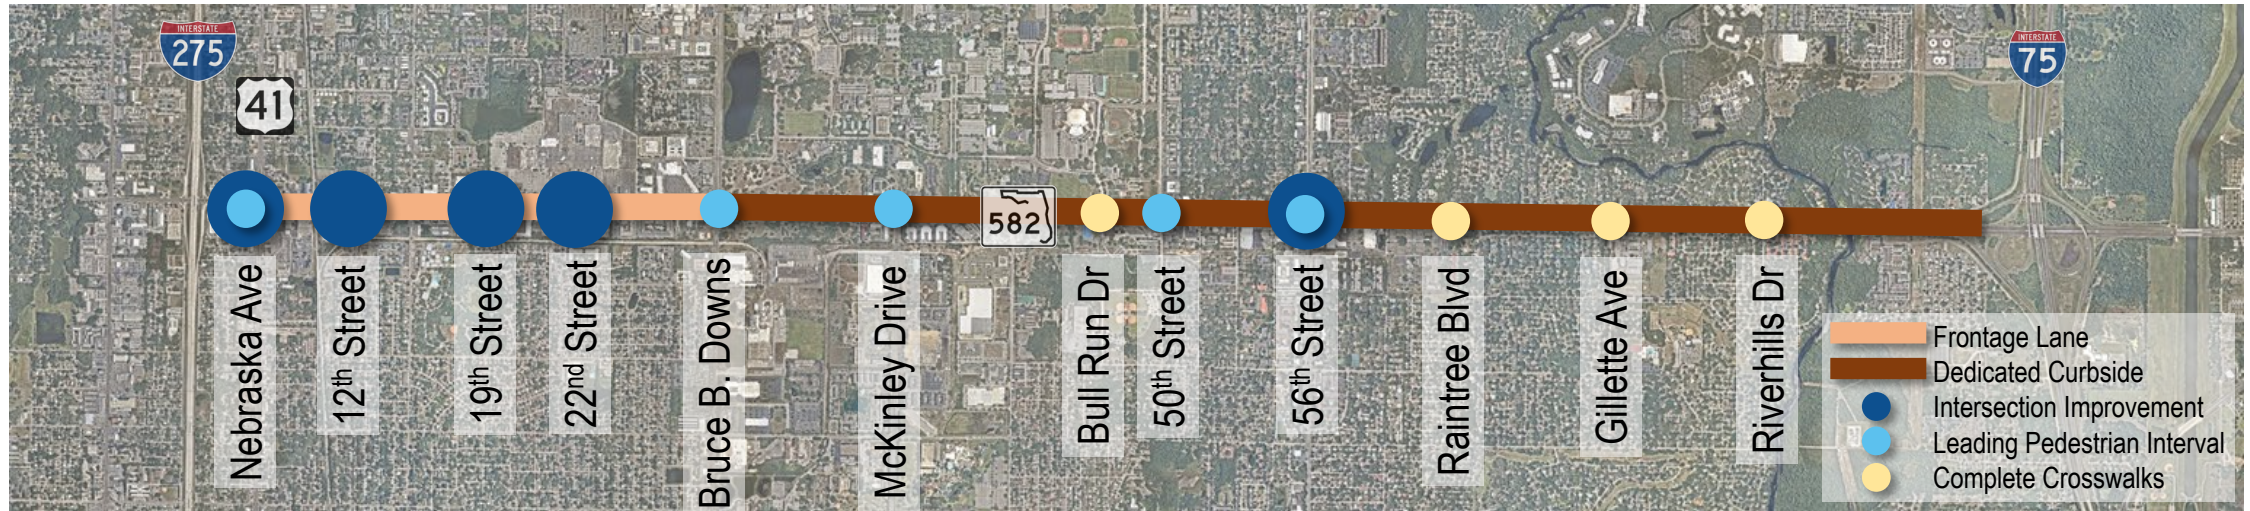 INTERSTATE
275
41
INTERSTATE
75
582
Nebraska Ave
12th Street
19th Street
22nd Street
Bruce B. Downs
McKinley Drive
Bull Run Dr
50th Street
56th Street
Raintree Blvd
Gillette Ave
Riverhills Dr
Frontage Lane
Dedicated Curbside
Intersection Improvement
Leading Pedestrian Interval
Complete Crosswalks